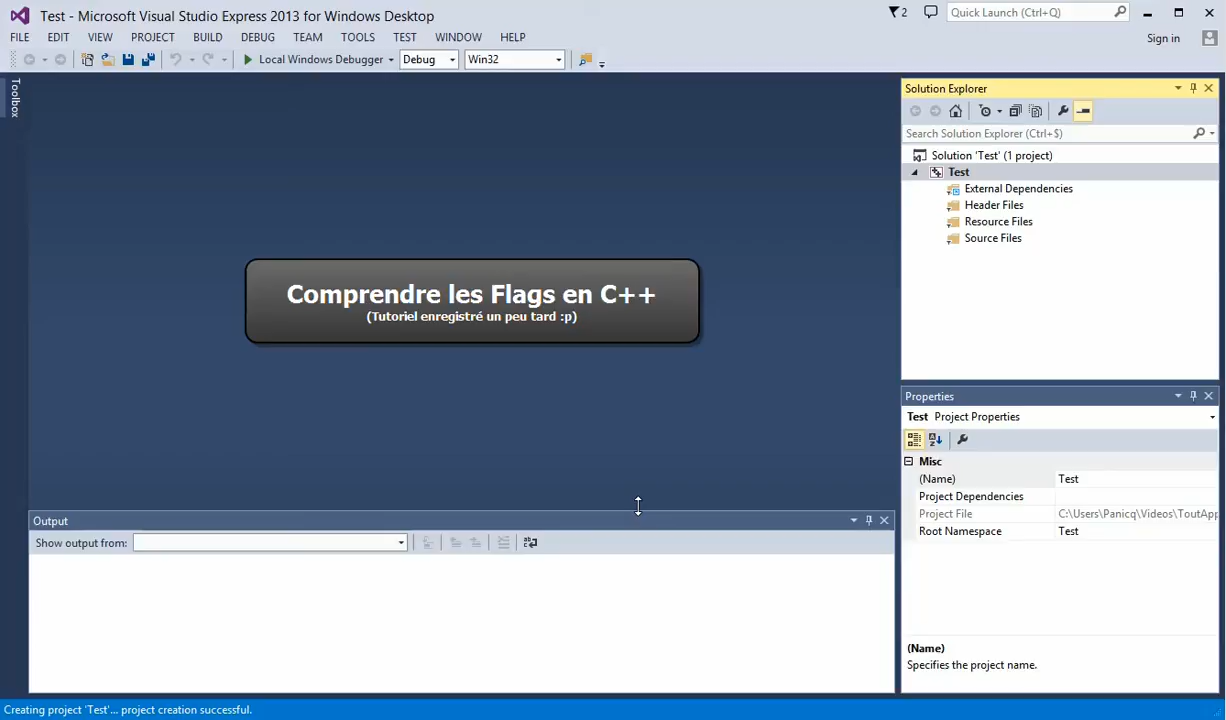 Test - Microsoft Visual Studio Express 2013 for Windows Desktop
2
Quick Launch (Ctrl+Q)
FILE EDIT VIEW PROJECT BUILD DEBUG TEAM TOOLS TEST WINDOW HELP
Sign in
Local Windows Debugger Debug Win32
Toolbox
Comprendre les Flags en C++
(Tutoriel enregistré un peu tard :p)
Solution Explorer
Search Solution Explorer (Ctrl+$)
Solution 'Test' (1 project)
Test
External Dependencies
Header Files
Resource Files
Source Files
Properties
Test Project Properties
Misc
(Name) Test
Project Dependencies
Project File C:\Users\Panicq\Videos\ToutApp
Root Namespace Test
(Name)
Specifies the project name.
Output
Show output from:
Creating project 'Test'... project creation successful.